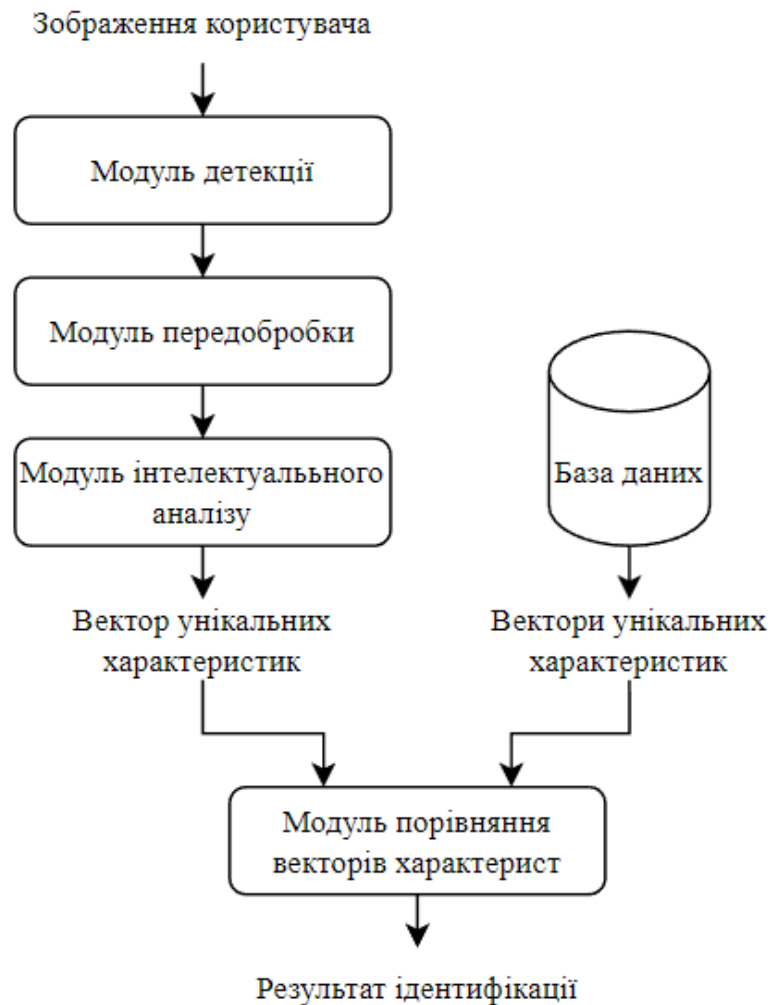 Зображення користувача
Модуль детекції
Модуль передобробки
Модуль інтелектуалььного
аналізу
База даних
Вектор унікальних
характеристик
Вектори унікальних
характеристик
Модуль порівняння
векторів характерист
Результат ідентифікації